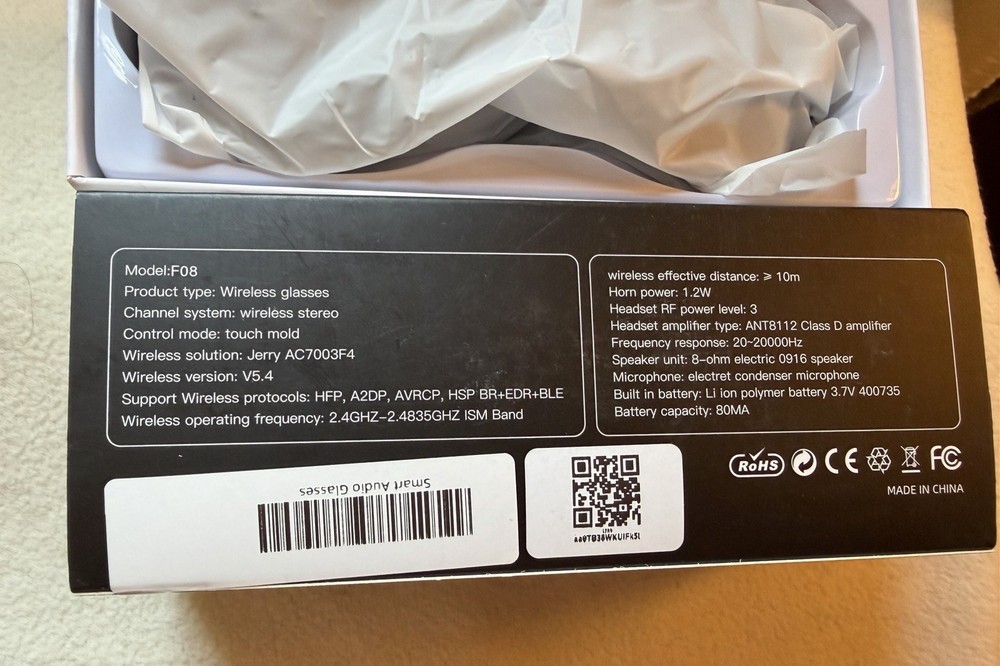 Model:F08
Product type: Wireless glasses
Channel system: wireless stereo
Control mode: touch mold
Wireless solution: Jerry AC7003F4
Wireless version: V5.4
Support Wireless protocols: HFP, A2DP, AVRCP, HSP BR+EDR+BLE
Wireless operating frequency: 2.4GHZ–2.4835GHZ ISM Band
wireless effective distance: ≥ 10m
Horn power: 1.2W
Headset RF power level: 3
Headset amplifier type: ANT8112 Class D amplifier
Frequency response: 20~20000Hz
Speaker unit: 8-ohm electric 0916 speaker
Microphone: electret condenser microphone
Built in battery: Li ion polymer battery 3.7V 400735
Battery capacity: 80MA
Smart Audio Glasses
RoHS
CE
FC
MADE IN CHINA